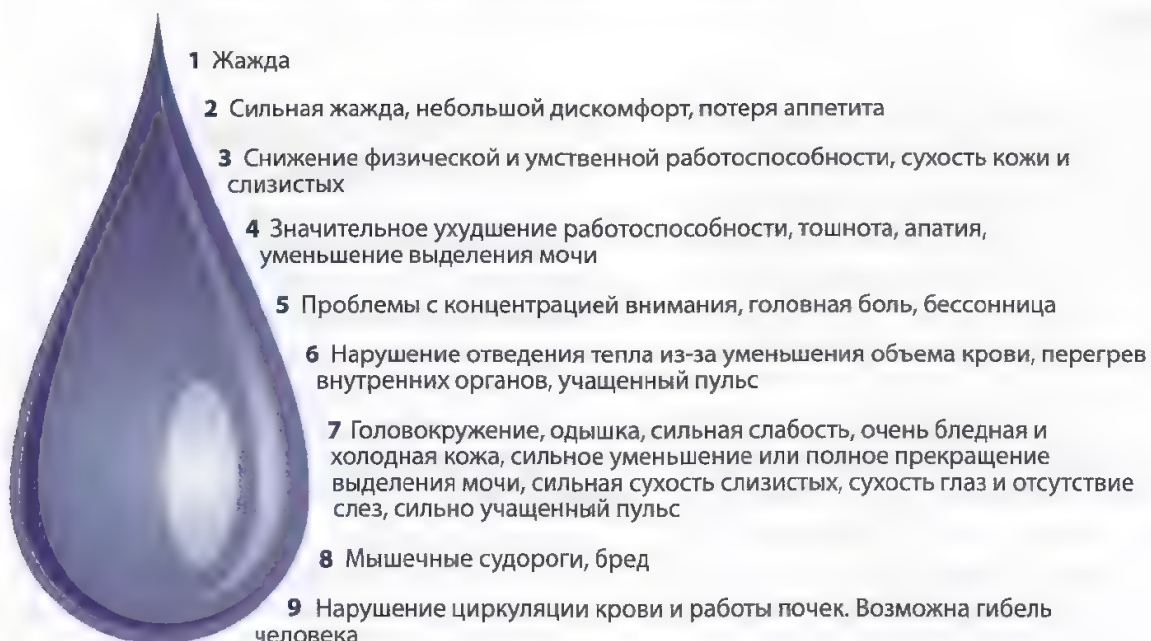 1 Жажда
2 Сильная жажда, небольшой дискомфорт, потеря аппетита
3 Снижение физической и умственной работоспособности, сухость кожи и
слизистых
4 Значительное ухудшение работоспособности, тошнота, апатия,
уменьшение выделения мочи
5 Проблемы с концентрацией внимания, головная боль, бессонница
6 Нарушение отведения тепла из-за уменьшения объема крови, перегрев
внутренних органов, учащенный пульс
7 Головокружение, одышка, сильная слабость, очень бледная и
холодная кожа, сильное уменьшение или полное прекращение
выделения мочи, сильная сухость слизистых, сухость глаз и отсутствие
слез, сильно учащенный пульс
8 Мышечные судороги, бред
9 Нарушение циркуляции крови и работы почек. Возможна гибель
человека